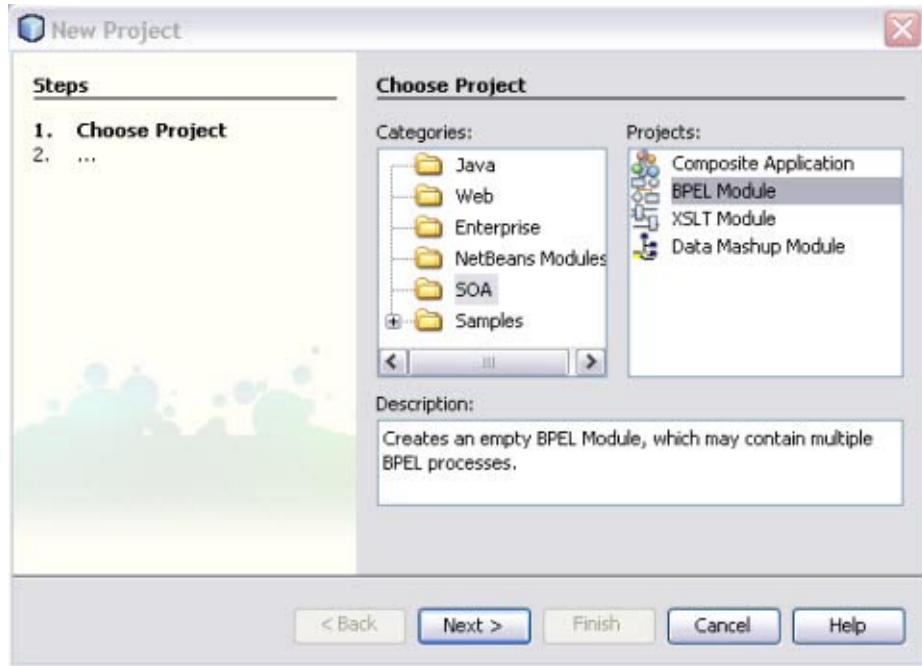 New Project
Steps
1. Choose Project
2. ...
Choose Project
Categories:
Java
Web
Enterprise
NetBeans Modules
SOA
Samples
Projects:
Composite Application
BPEL Module
XSLT Module
Data Mashup Module
Description:
Creates an empty BPEL Module, which may contain multiple
BPEL processes.
< Back
Next >
Finish
Cancel
Help